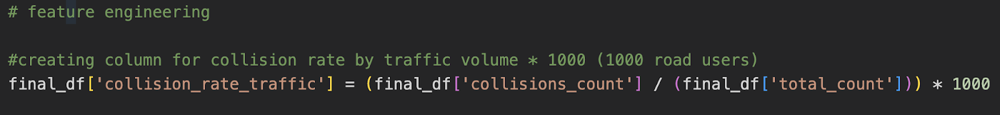 # feature engineering
#creating column for collision rate by traffic volume * 1000 (1000 road users)
final_df['collision_rate_traffic'] = (final_df['collisions_count'] / (final_df['total_count'])) * 1000